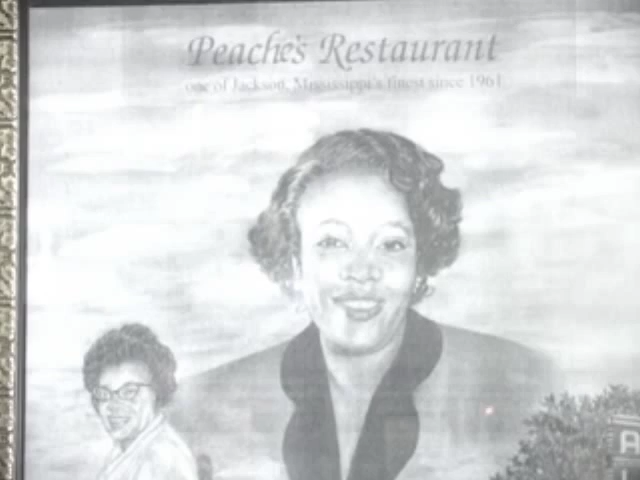 Peache's Restaurant
one of Jackson, Mississippi's finest since 1961
A